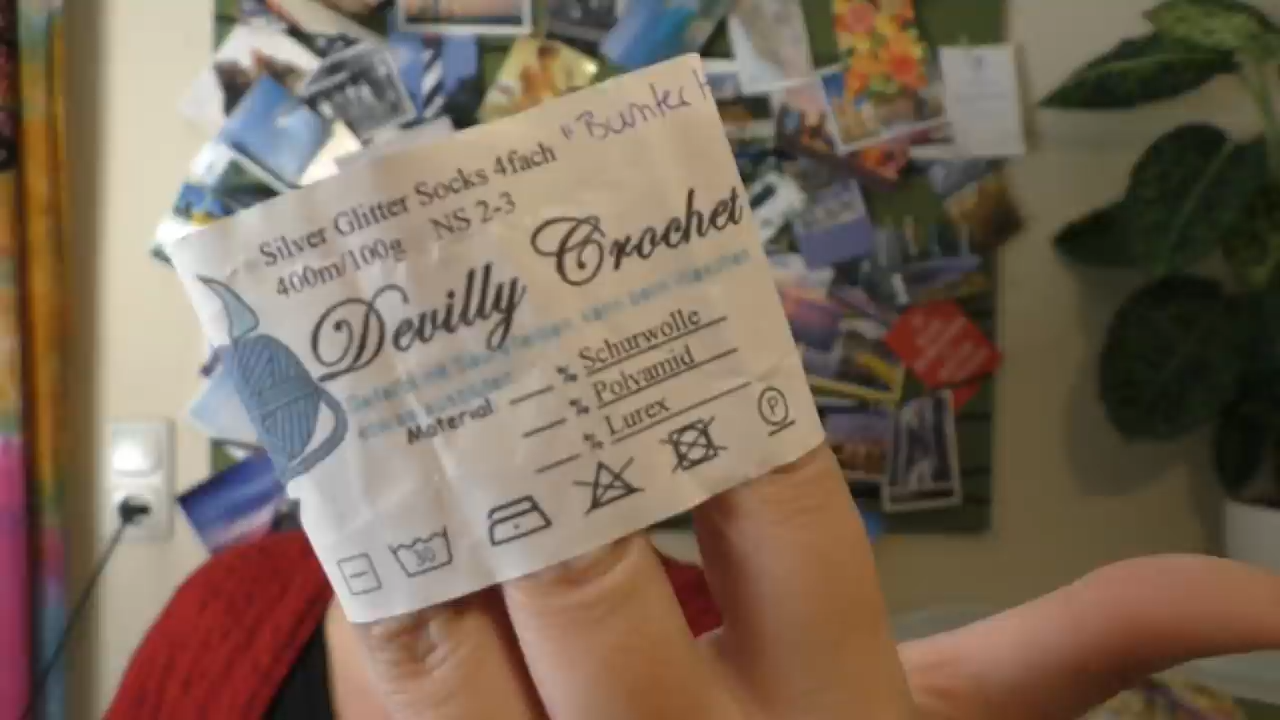 "Bunter
Silver Glitter Socks 4fach
400m/100g NS 2-3
Devilly Crochet
Material % Schurwolle
% Polyamid
% Lurex
30
P